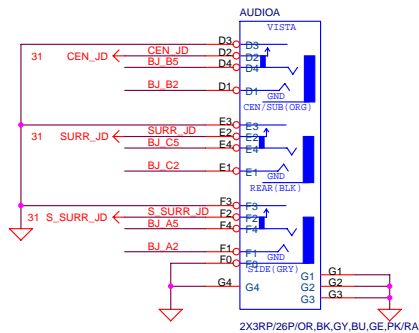 AUDIOA
VISTA
D3 D3
CEN_JD D2 D2
31 CEN_JD
BJ_B5 D4 D4
BJ_B2 D1 D1
GND
CEN/SUB(ORG)
E3 E3
SURR_JD E2 E2
31 SURR_JD
BJ_C5 E4 E4
BJ_C2 E1 E1
GND
REAR(BLK)
F3 F3
S_SURR_JD F2 F2
31 S_SURR_JD
BJ_A5 F4 F4
BJ_A2 F1 F1
GND
F0 F0
SIDE(GRY)
G1 G1
G4 G4 G2 G2
G3 G3
2X3RP/26P/OR,BK,GY,BU,GE,PK/RA